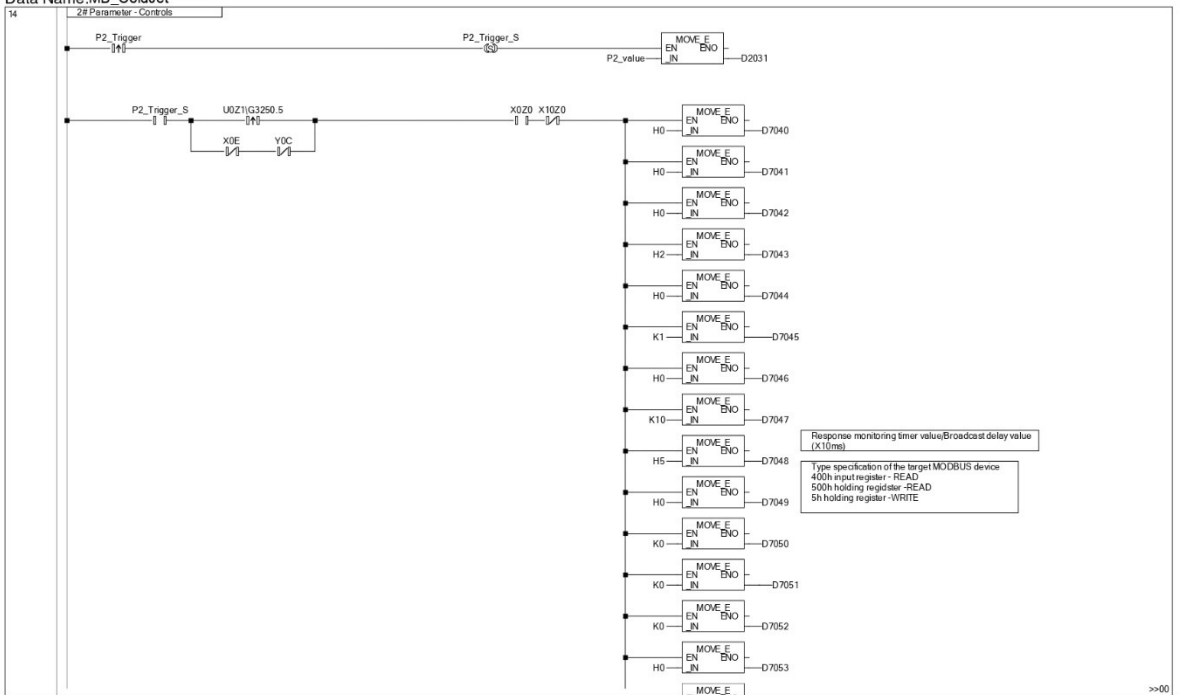 14
2# Parameter - Controls
P2_Trigger
P2_Trigger_S
MOVE_E
EN ENO
P2_value _IN D2031
P2_Trigger_S U0Z1\G3250.5 X0Z0 X10Z0
X0E Y0C
MOVE_E
EN ENO
H0 _IN D7040
MOVE_E
EN ENO
H0 _IN D7041
MOVE_E
EN ENO
H0 _IN D7042
MOVE_E
EN ENO
H2 _IN D7043
MOVE_E
EN ENO
H0 _IN D7044
MOVE_E
EN ENO
K1 _IN D7045
MOVE_E
EN ENO
H0 _IN D7046
MOVE_E
EN ENO
K10 _IN D7047
Response monitoring timer value/Broadcast delay value
(X10ms)
MOVE_E
EN ENO
H5 _IN D7048
Type specification of the target MODBUS device
400h input register - READ
500h holding regidster -READ
5h holding register -WRITE
MOVE_E
EN ENO
H0 _IN D7049
MOVE_E
EN ENO
K0 _IN D7050
MOVE_E
EN ENO
K0 _IN D7051
MOVE_E
EN ENO
K0 _IN D7052
MOVE_E
EN ENO
H0 _IN D7053
MOVE_E
>>00